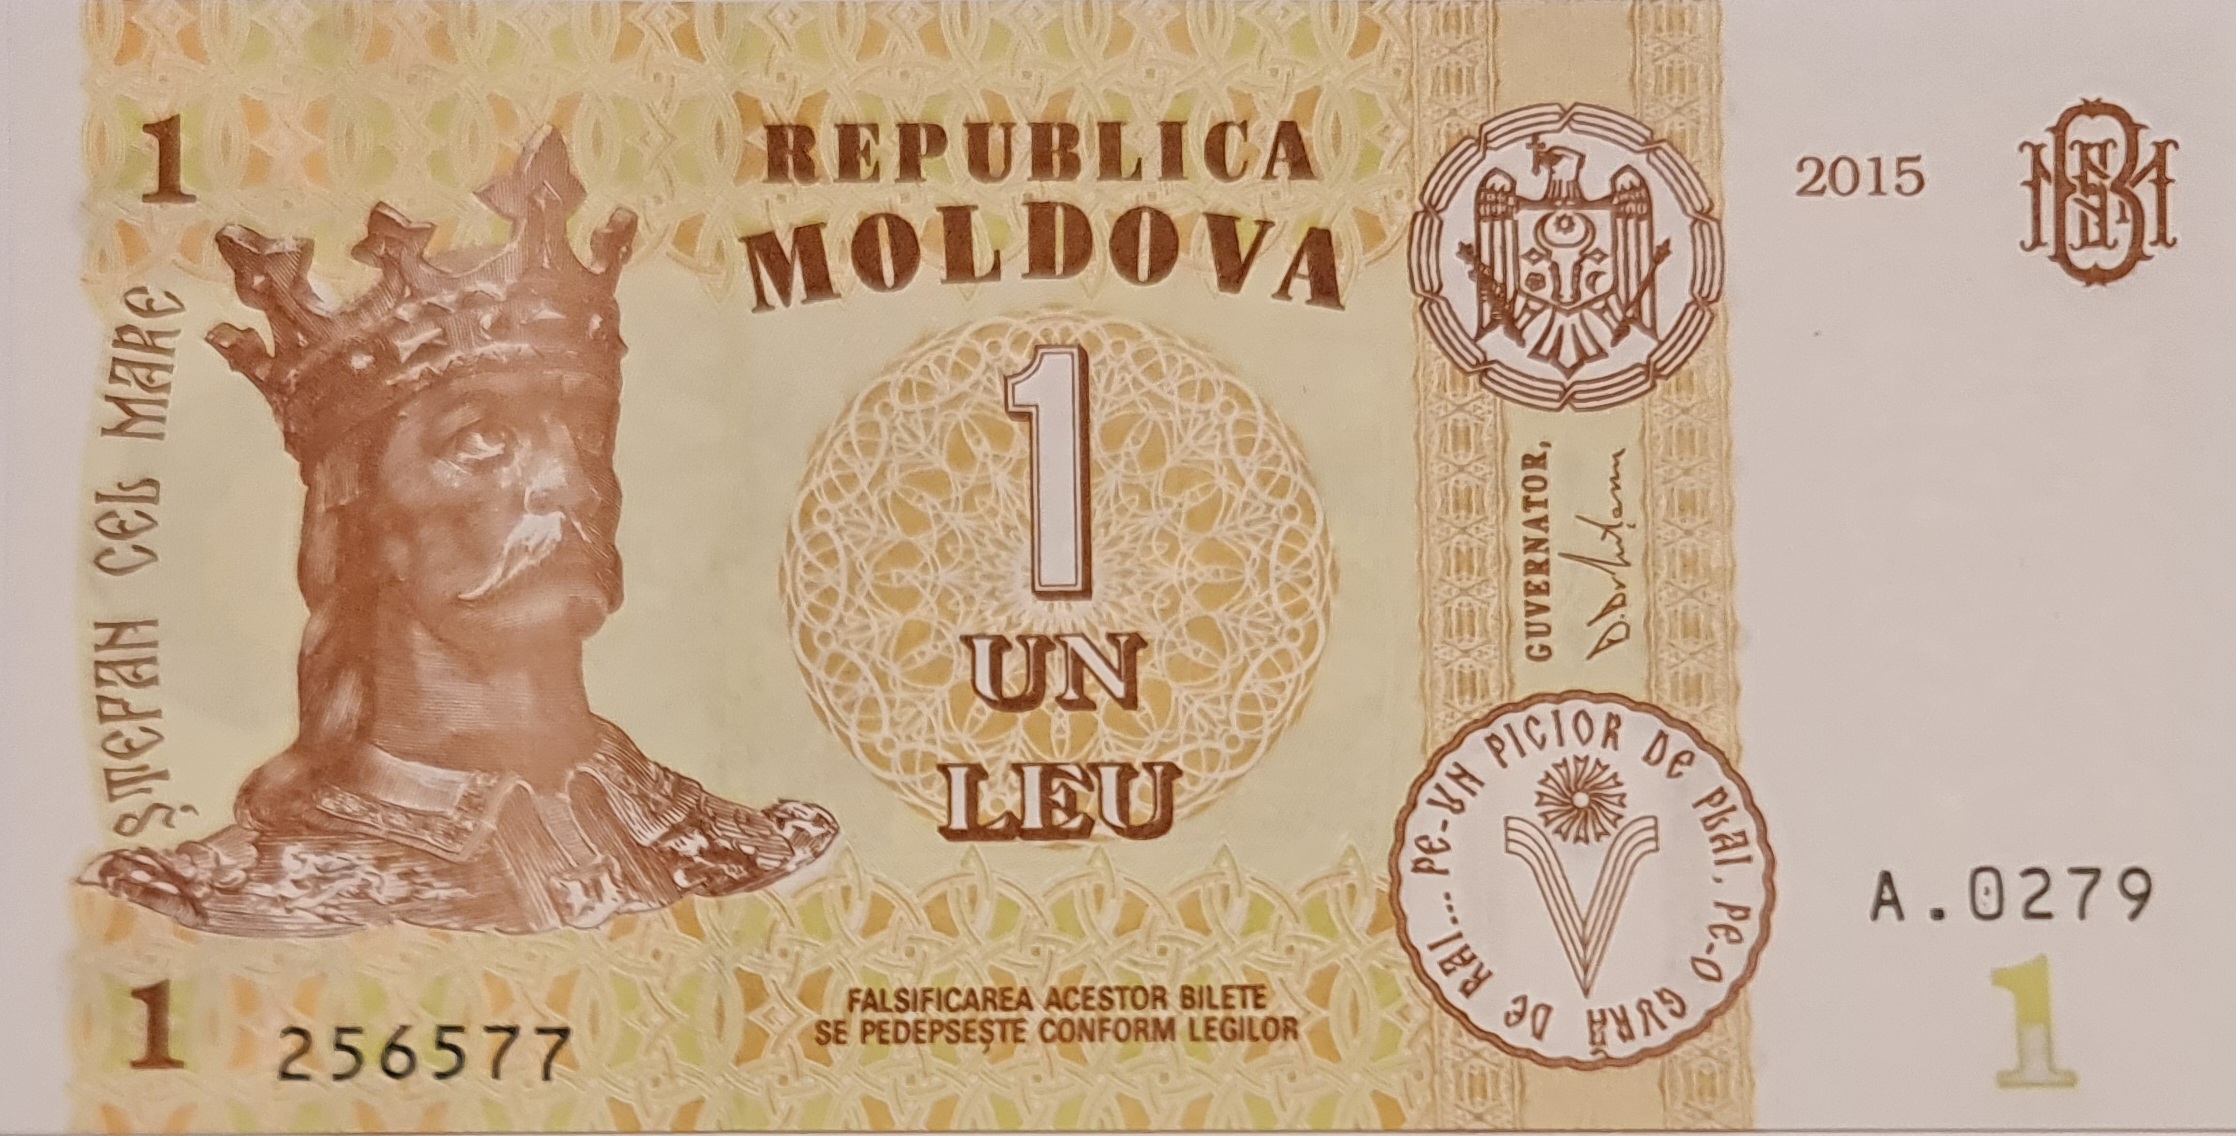 1
ȘTEFAN CEL MARE
REPUBLICA
MOLDOVA
1
UN
LEU
2015
GUVERNATOR,
PE-UN PICIOR DE PLAI, PE-O GURĂ DE RAI...
A.0279
1
1
256577
FALSIFICAREA ACESTOR BILETE
SE PEDEPSEȘTE CONFORM LEGILOR